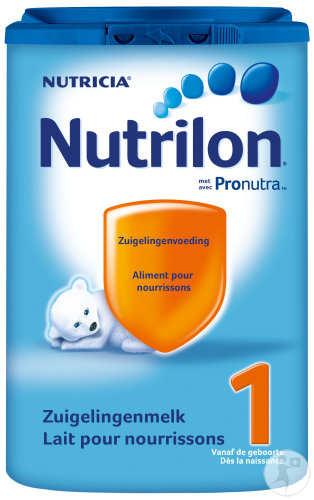 NUTRICIA®
Nutrilon®
met
avec Pronutra™
Zuigelingenvoeding
Aliment pour
nourrissons
Zuigelingenmelk
Lait pour nourrissons
1
Vanaf de geboorte
Dès la naissance